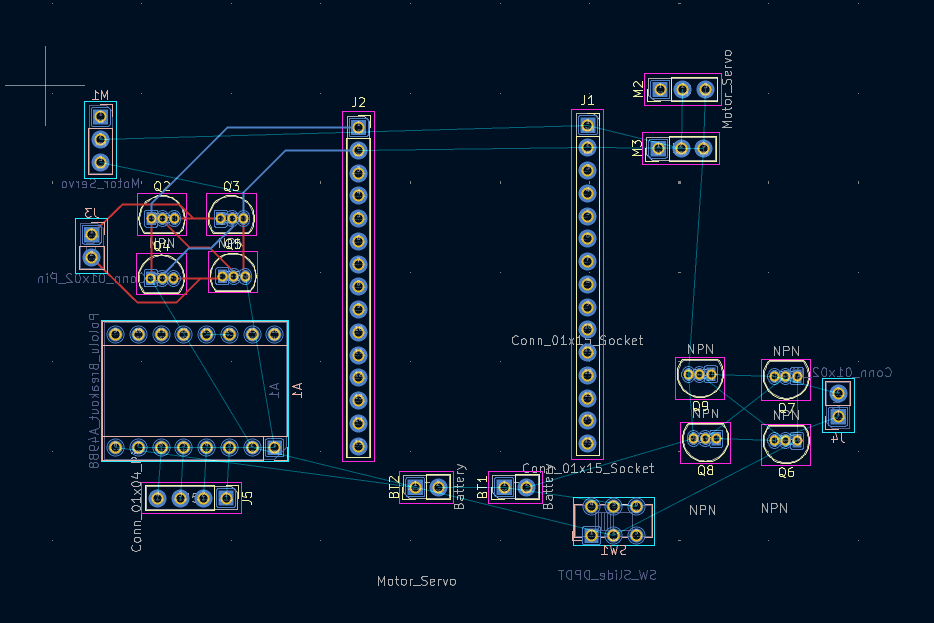 Motor_Servo
M2
M1
J2
J1
M3
Motor_Servo
Q2
Q3
J3
NPN
Q4
Q5
Conn_01x02_Pin
Pololu_Breakout_A4988
Conn_01x15_Socket
NPN
NPN
Conn_01x02
A1
A1
Q9
Q7
NPN
NPN
J4
Conn_01x15_Socket
Q8
Q6
Conn_01x04_P
J5
BT2
Battery
BT1
Battery
NPN
NPN
SW1
SW_Slide_DPDT
Motor_Servo